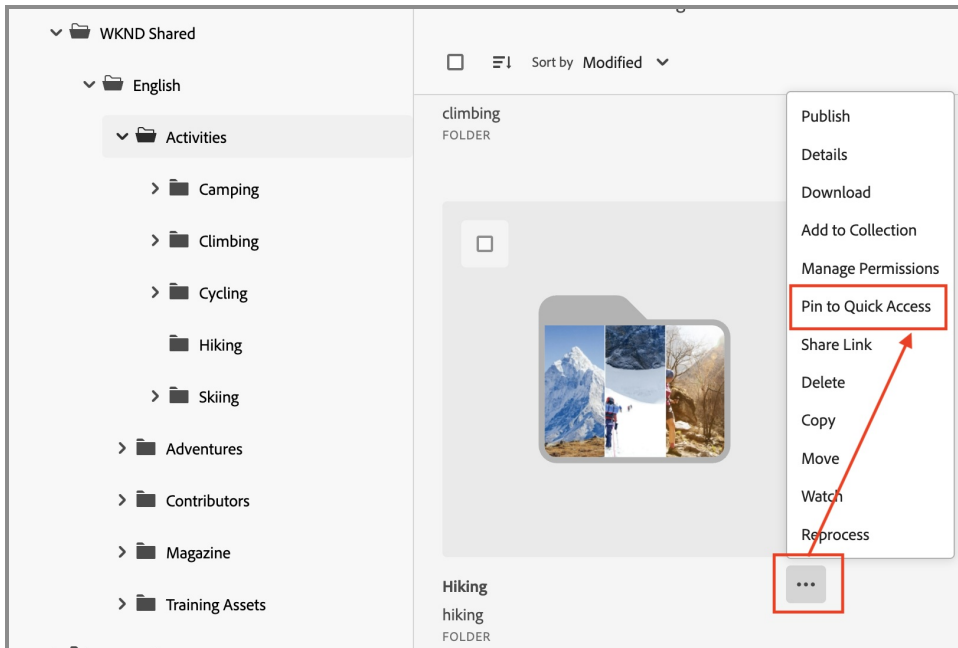 WKND Shared
English
Activities
Camping
Climbing
Cycling
Hiking
Skiing
Adventures
Contributors
Magazine
Training Assets
Sort by Modified
climbing
FOLDER
Hiking
hiking
FOLDER
Publish
Details
Download
Add to Collection
Manage Permissions
Pin to Quick Access
Share Link
Delete
Copy
Move
Watch
Reprocess